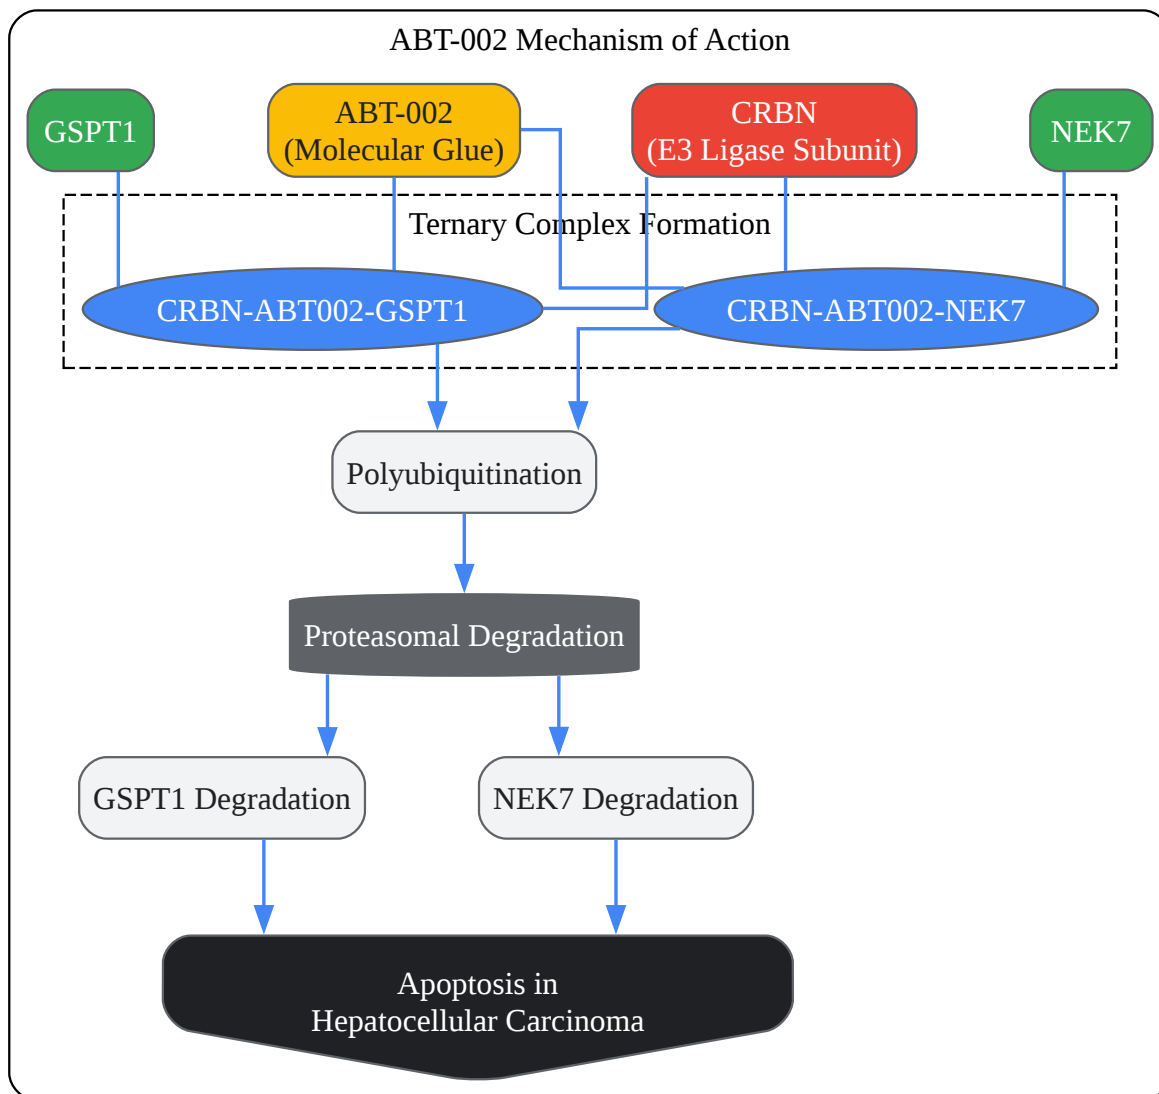 ABT-002 Mechanism of Action
GSPT1
ABT-002
(Molecular Glue)
CRBN
(E3 Ligase Subunit)
NEK7
Ternary Complex Formation
CRBN-ABT002-GSPT1
CRBN-ABT002-NEK7
Polyubiquitination
Proteasomal Degradation
GSPT1 Degradation
NEK7 Degradation
Apoptosis in
Hepatocellular Carcinoma